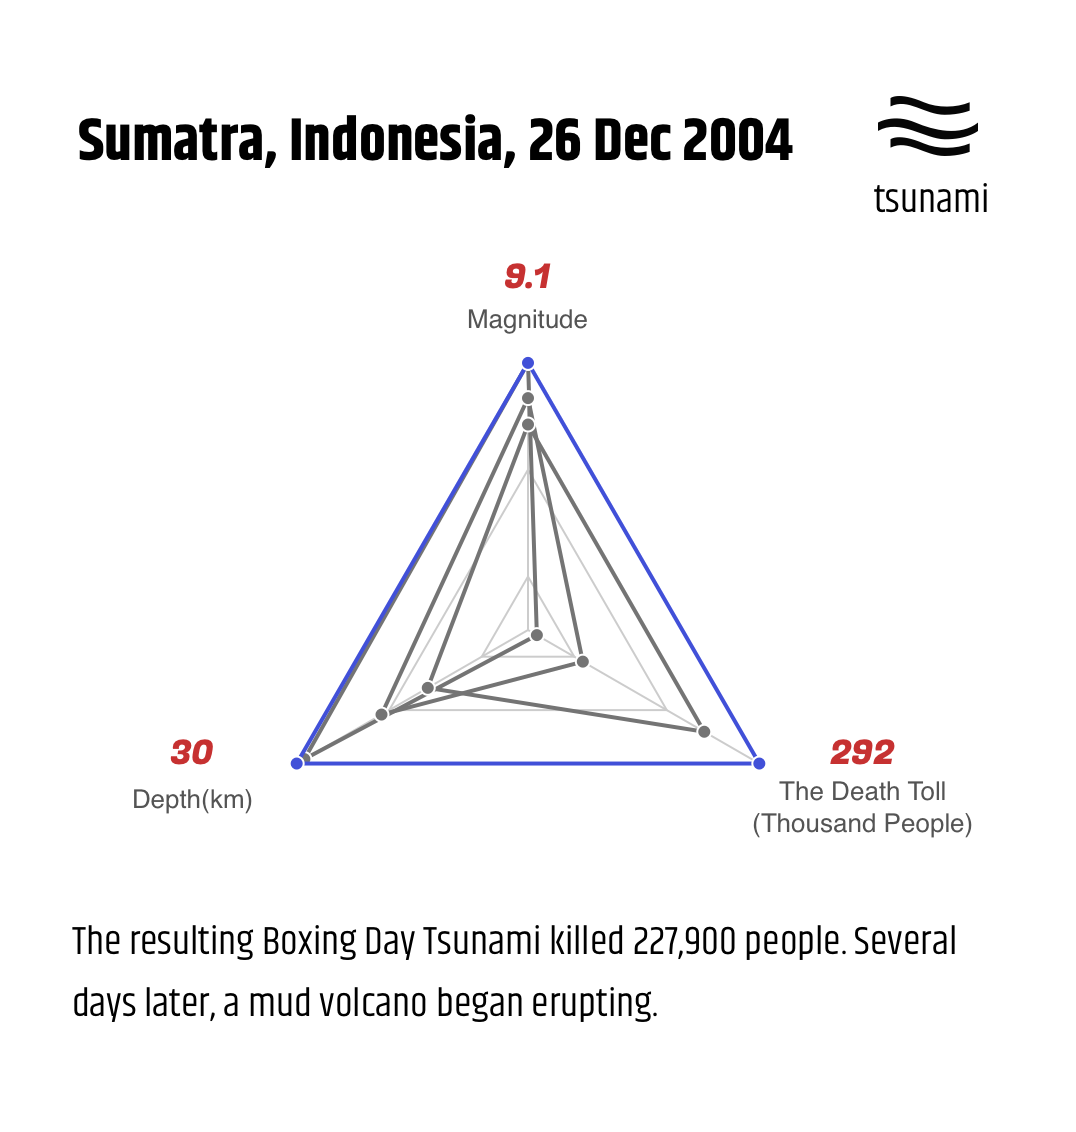 Sumatra, Indonesia, 26 Dec 2004
tsunami
9.1
Magnitude
30
Depth(km)
292
The Death Toll
(Thousand People)
The resulting Boxing Day Tsunami killed 227,900 people. Several
days later, a mud volcano began erupting.